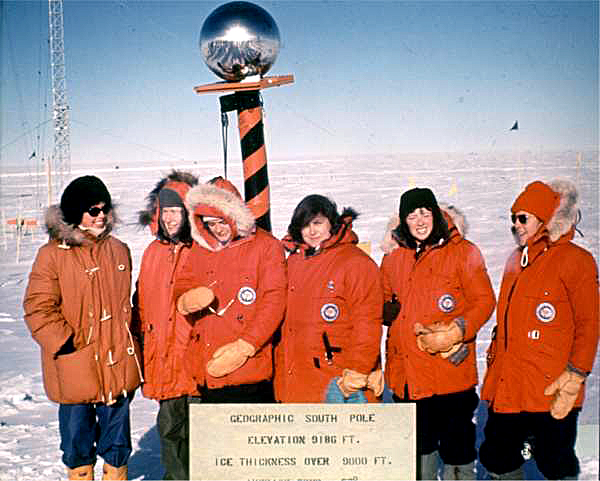 GEOGRAPHIC SOUTH POLE
ELEVATION 9186 FT.
ICE THICKNESS OVER 9000 FT.